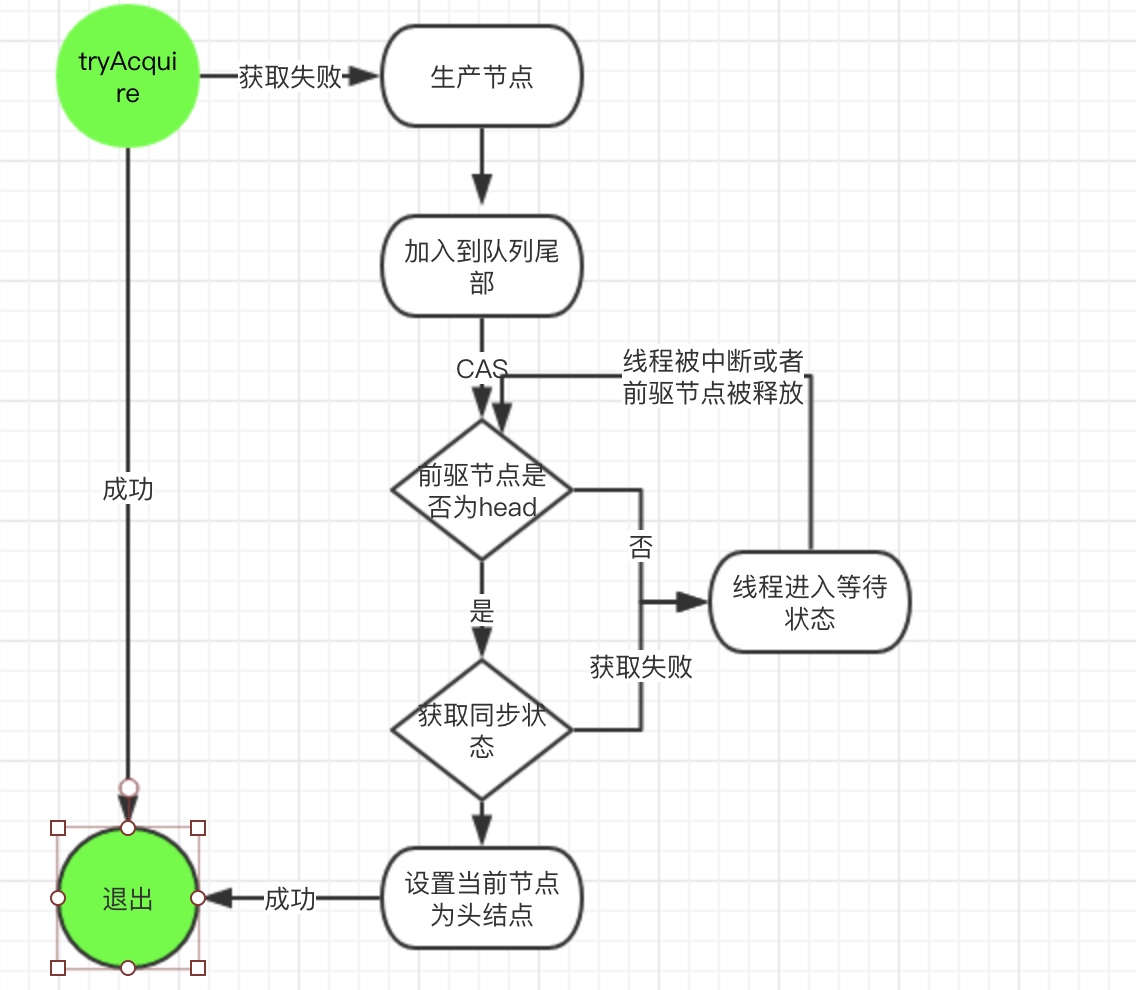 tryAcqui
re
获取失败
生产节点
加入到队列尾
部
CAS
线程被中断或者
前驱节点被释放
前驱节点是
否为head
成功
否
线程进入等待
状态
是
获取失败
获取同步状
态
设置当前节点
为头结点
成功
退出